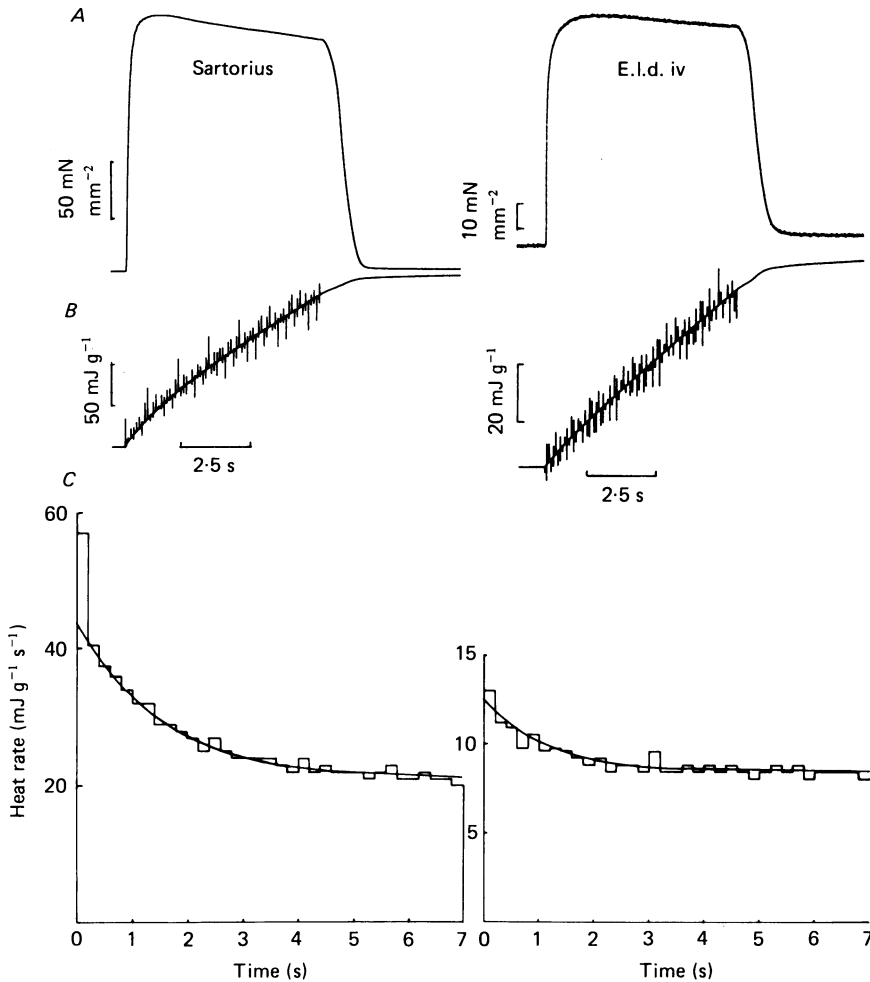 A
Sartorius
E.l.d. iv
50 mN
mm−2
10 mN
mm−2
B
50 mJ g−1
20 mJ g−1
2·5 s
2·5 s
C
60
40
20
Heat rate (mJ g−1 s−1)
0 1 2 3 4 5 6 7
Time (s)
15
10
5
0 1 2 3 4 5 6 7
Time (s)